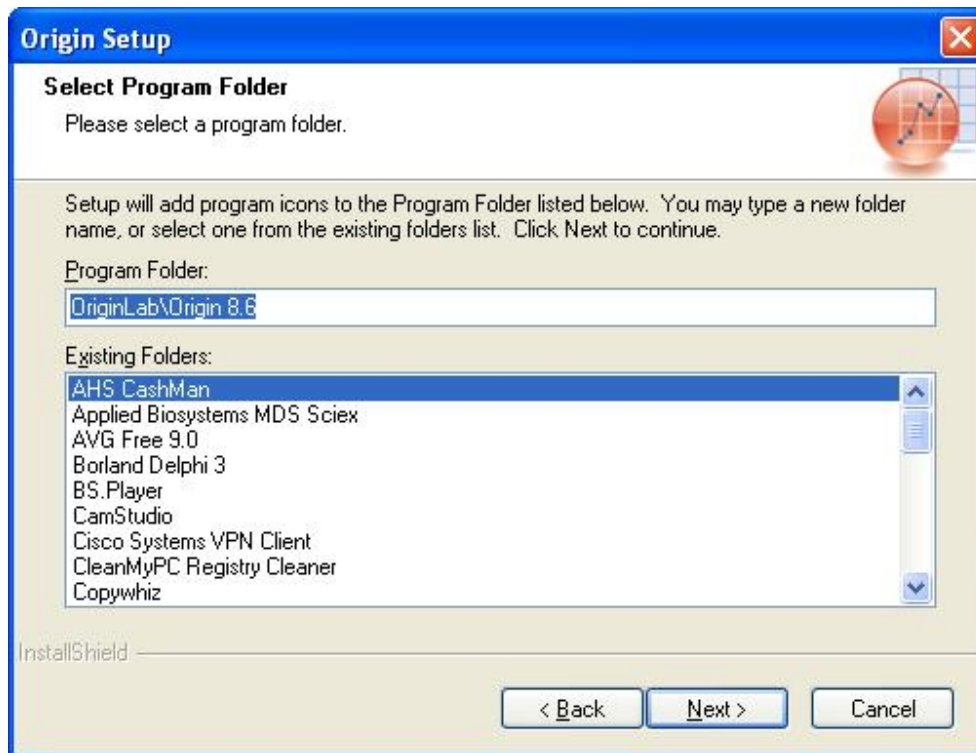 Origin Setup
Select Program Folder
Please select a program folder.
Setup will add program icons to the Program Folder listed below.  You may type a new folder
name, or select one from the existing folders list.  Click Next to continue.
Program Folder:
OriginLab\Origin 8.6
Existing Folders:
AHS CashMan
Applied Biosystems MDS Sciex
AVG Free 9.0
Borland Delphi 3
BS.Player
CamStudio
Cisco Systems VPN Client
CleanMyPC Registry Cleaner
Copywhiz
InstallShield
< Back
Next >
Cancel